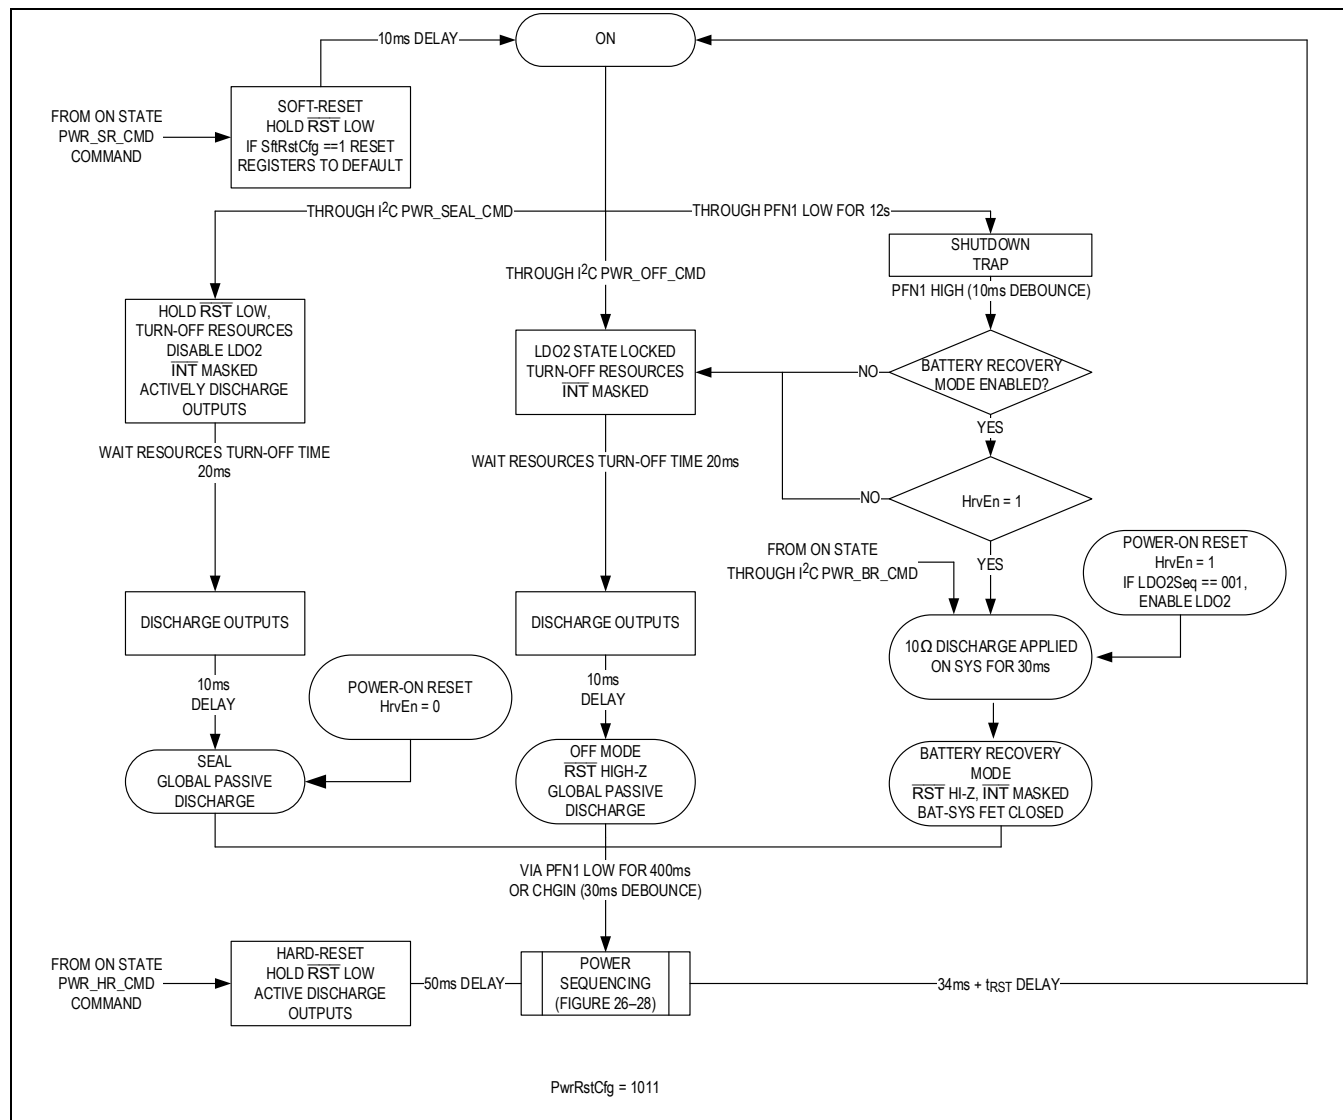 10ms DELAY
ON
FROM ON STATE
PWR_SR_CMD
COMMAND
SOFT-RESET
HOLD R̅S̅T̅ LOW
IF SftRstCfg ==1 RESET
REGISTERS TO DEFAULT
THROUGH I²C PWR_SEAL_CMD
THROUGH PFN1 LOW FOR 12s
SHUTDOWN
TRAP
THROUGH I²C PWR_OFF_CMD
PFN1 HIGH (10ms DEBOUNCE)
HOLD R̅S̅T̅ LOW,
TURN-OFF RESOURCES
DISABLE LDO2
I̅N̅T̅ MASKED
ACTIVELY DISCHARGE
OUTPUTS
LDO2 STATE LOCKED
TURN-OFF RESOURCES
I̅N̅T̅ MASKED
NO
BATTERY RECOVERY
MODE ENABLED?
YES
WAIT RESOURCES TURN-OFF TIME
20ms
WAIT RESOURCES TURN-OFF TIME 20ms
NO
HrvEn = 1
YES
FROM ON STATE
THROUGH I²C PWR_BR_CMD
POWER-ON RESET
HrvEn = 1
IF LDO2Seq == 001,
ENABLE LDO2
DISCHARGE OUTPUTS
DISCHARGE OUTPUTS
10Ω DISCHARGE APPLIED
ON SYS FOR 30ms
10ms
DELAY
POWER-ON RESET
HrvEn = 0
10ms
DELAY
SEAL
GLOBAL PASSIVE
DISCHARGE
OFF MODE
R̅S̅T̅ HIGH-Z
GLOBAL PASSIVE
DISCHARGE
BATTERY RECOVERY
MODE
R̅S̅T̅ HI-Z, I̅N̅T̅ MASKED
BAT-SYS FET CLOSED
VIA PFN1 LOW FOR 400ms
OR CHGIN (30ms DEBOUNCE)
FROM ON STATE
PWR_HR_CMD
COMMAND
HARD-RESET
HOLD R̅S̅T̅ LOW
ACTIVE DISCHARGE
OUTPUTS
50ms DELAY
POWER
SEQUENCING
(FIGURE 26–28)
34ms + tRST DELAY
PwrRstCfg = 1011